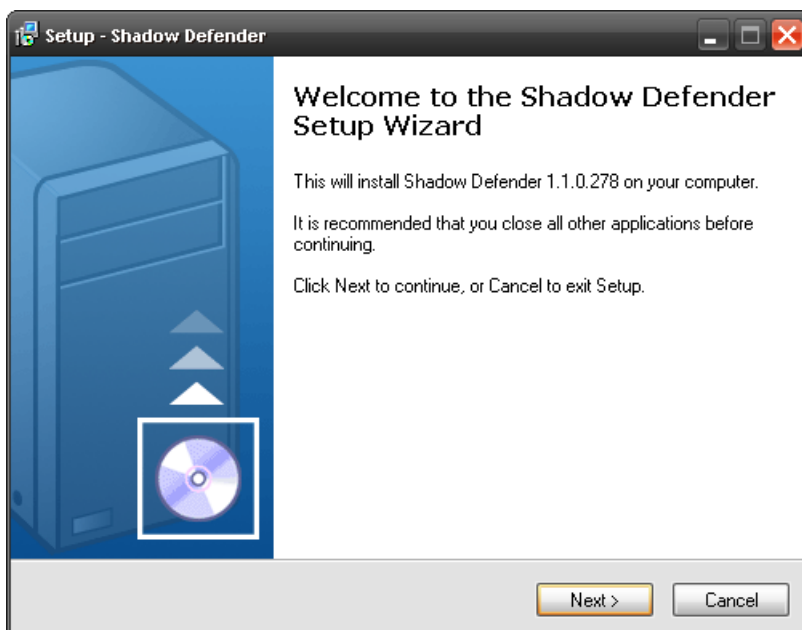 Setup - Shadow Defender
Welcome to the Shadow Defender
Setup Wizard
This will install Shadow Defender 1.1.0.278 on your computer.
It is recommended that you close all other applications before
continuing.
Click Next to continue, or Cancel to exit Setup.
Next >
Cancel